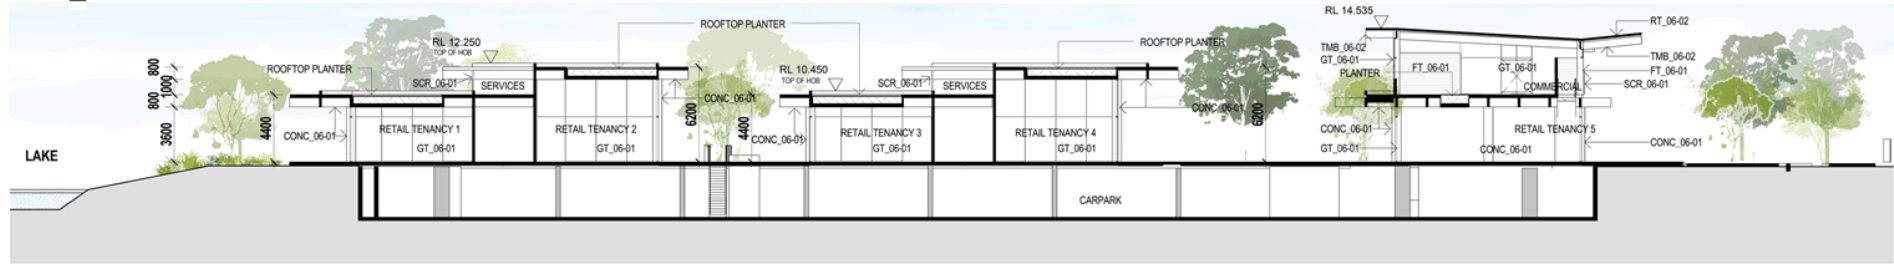 ROOFTOP PLANTER
RL 14.535
RT_06-02
RL 12.250
TOP OF HOB
ROOFTOP PLANTER
TMB_06-02
GT_06-01
TMB_06-02
800
ROOFTOP PLANTER
RL 10.450
TOP OF HOB
PLANTER
FT_06-01
GT_06-01
FT_06-01
1000
SCR_06-01
SERVICES
SCR_06-01
SERVICES
COMMERCIAL
SCR_06-01
800
CONC_06-01
CONC_06-01
3600
4400
CONC_06-01
RETAIL TENANCY 1
RETAIL TENANCY 2
6200
4400
CONC_06-01
RETAIL TENANCY 3
RETAIL TENANCY 4
6200
CONC_06-01
RETAIL TENANCY 5
GT_06-01
GT_06-01
GT_06-01
GT_06-01
GT_06-01
CONC_06-01
CONC_06-01
LAKE
CARPARK